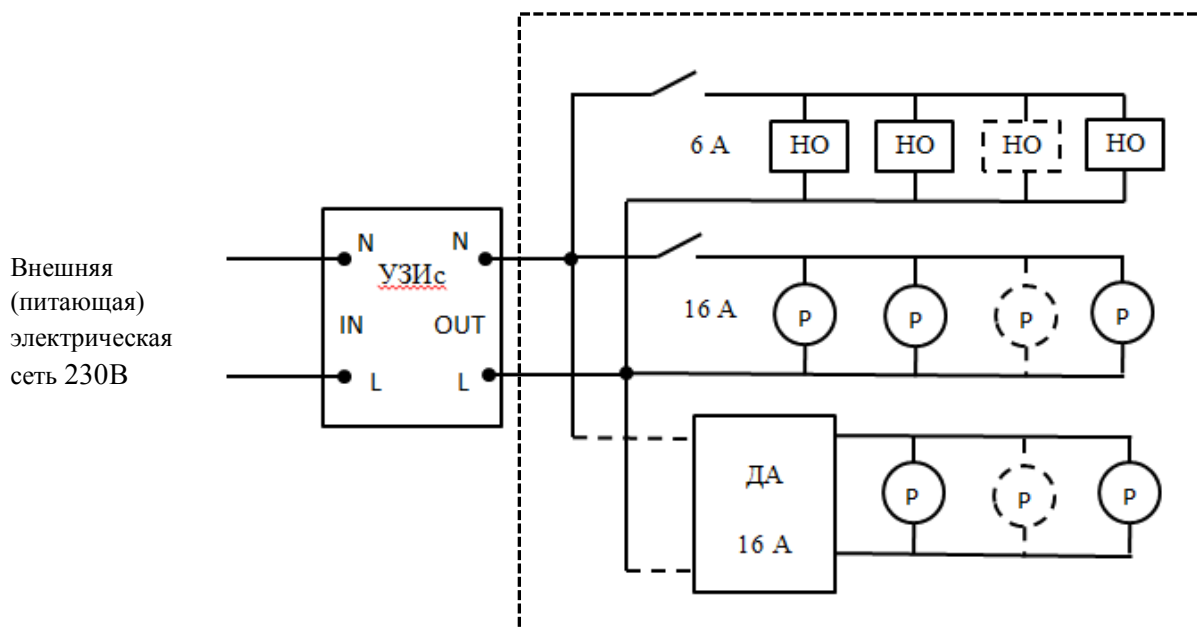 6 А
НО
НО
НО
НО
N
N
УЗИс
IN
OUT
L
L
Внешняя
(питающая)
электрическая
сеть 230В
16 А
Р
Р
Р
Р
ДА
16 А
Р
Р
Р